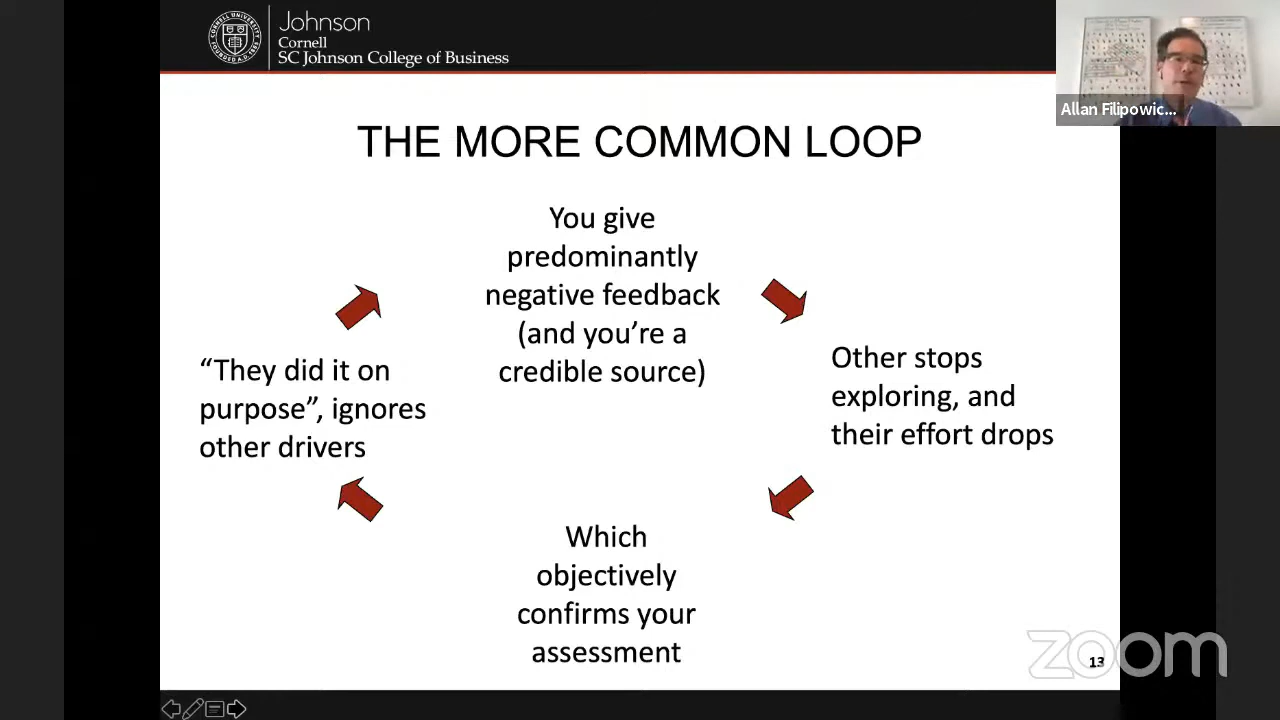 Johnson
Cornell
SC Johnson College of Business
Allan Filipowic...
THE MORE COMMON LOOP
You give
predominantly
negative feedback
(and you're a
credible source)
Other stops
exploring, and
their effort drops
Which
objectively
confirms your
assessment
“They did it on
purpose”, ignores
other drivers
zoom
13